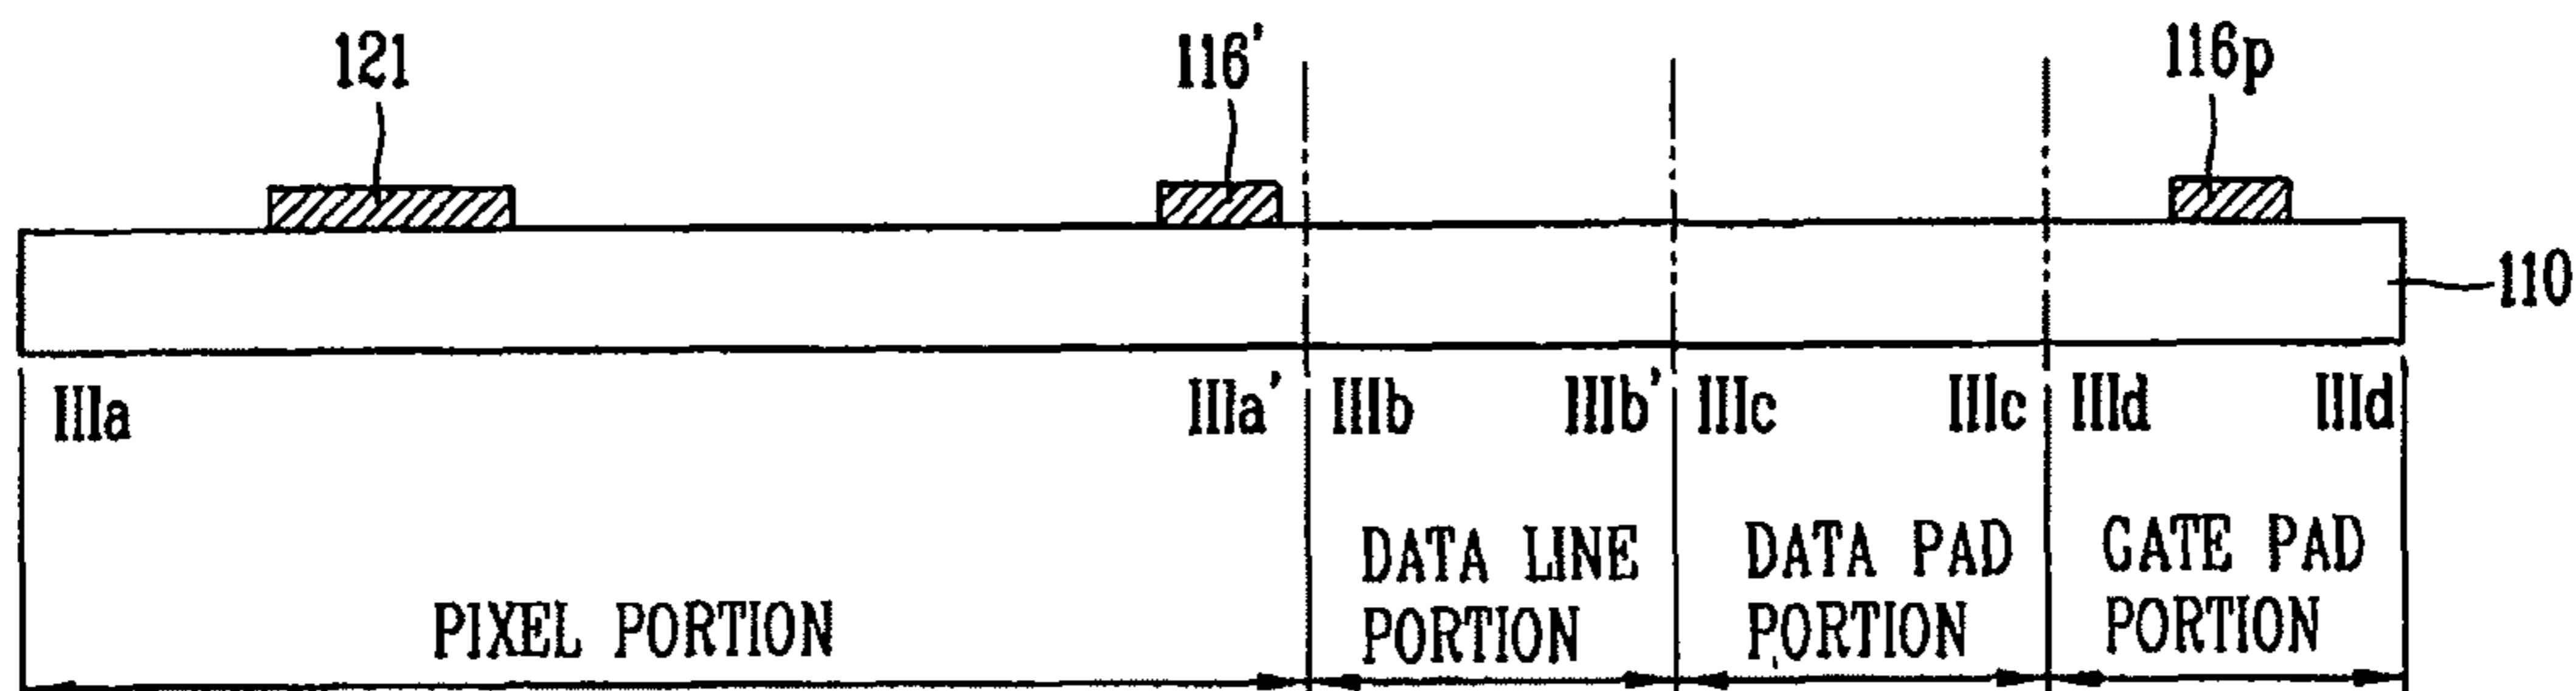 121 116' 116p
110
IIIa IIIa' IIIb IIIb' IIIc IIIc IIId IIId
PIXEL PORTION
DATA LINE
PORTION
DATA PAD
PORTION
GATE PAD
PORTION